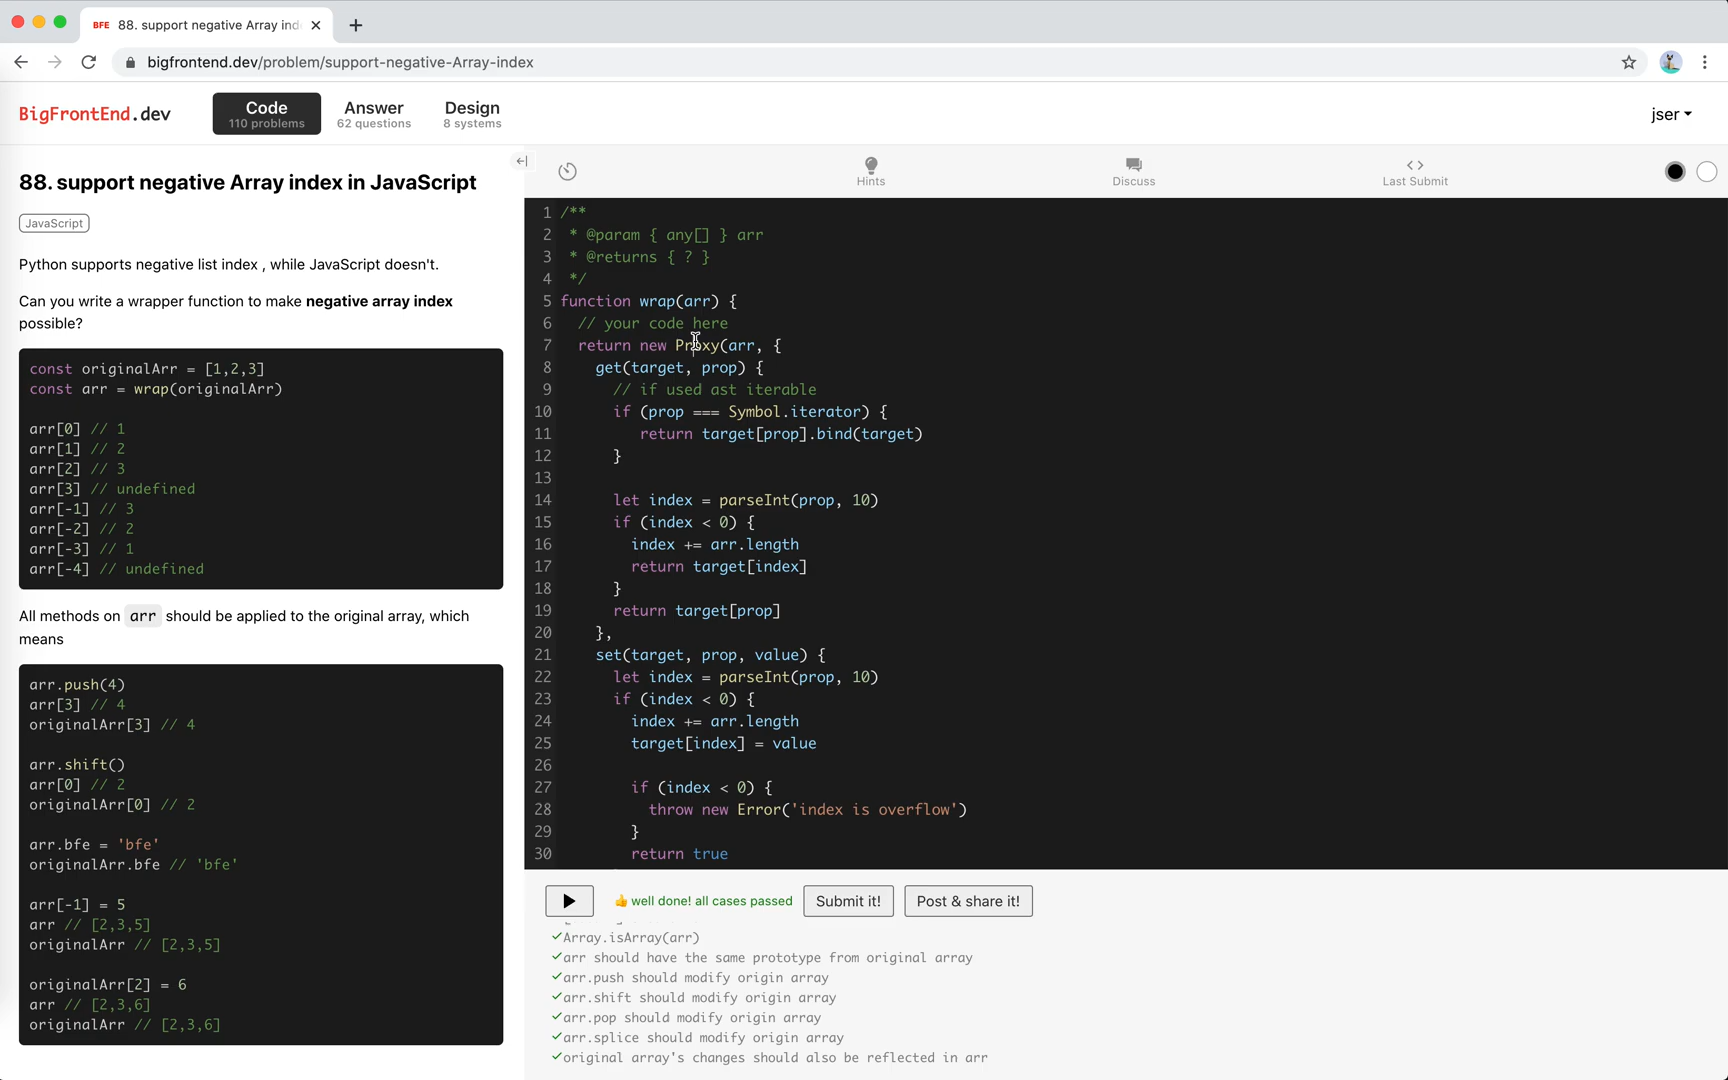 BFE 88. support negative Array ind
bigfrontend.dev/problem/support-negative-Array-index
BigFrontEnd.dev
Code
110 problems
Answer
62 questions
Design
8 systems
jser
88. support negative Array index in JavaScript
JavaScript
Python supports negative list index , while JavaScript doesn't.
Can you write a wrapper function to make negative array index
possible?
const originalArr = [1,2,3]
const arr = wrap(originalArr)
arr[0] // 1
arr[1] // 2
arr[2] // 3
arr[3] // undefined
arr[-1] // 3
arr[-2] // 2
arr[-3] // 1
arr[-4] // undefined
All methods on arr should be applied to the original array, which
means
arr.push(4)
arr[3] // 4
originalArr[3] // 4
arr.shift()
arr[0] // 2
originalArr[0] // 2
arr.bfe = 'bfe'
originalArr.bfe // 'bfe'
arr[-1] = 5
arr // [2,3,5]
originalArr // [2,3,5]
originalArr[2] = 6
arr // [2,3,6]
originalArr // [2,3,6]
Hints
Discuss
Last Submit
1 /**
2 * @param { any[] } arr
3 * @returns { ? }
4 */
5 function wrap(arr) {
6 // your code here
7 return new Proxy(arr, {
8 get(target, prop) {
9 // if used ast iterable
10 if (prop === Symbol.iterator) {
11 return target[prop].bind(target)
12 }
13
14 let index = parseInt(prop, 10)
15 if (index < 0) {
16 index += arr.length
17 return target[index]
18 }
19 return target[prop]
20 },
21 set(target, prop, value) {
22 let index = parseInt(prop, 10)
23 if (index < 0) {
24 index += arr.length
25 target[index] = value
26
27 if (index < 0) {
28 throw new Error('index is overflow')
29 }
30 return true
👍 well done! all cases passed
Submit it!
Post & share it!
✓Array.isArray(arr)
✓arr should have the same prototype from original array
✓arr.push should modify origin array
✓arr.shift should modify origin array
✓arr.pop should modify origin array
✓arr.splice should modify origin array
✓original array's changes should also be reflected in arr